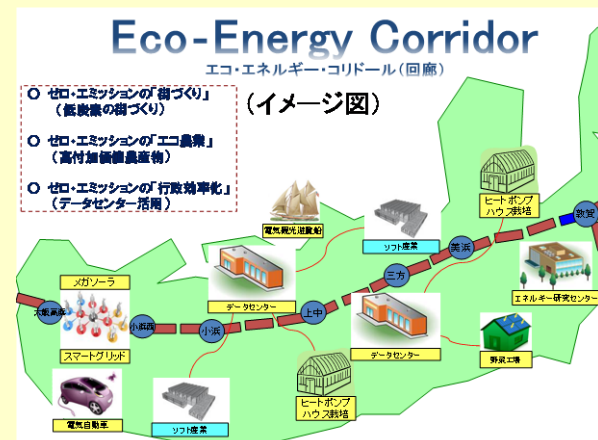 Eco-Energy Corridor
エコ・エネルギー・コリドール(回廊)
(イメージ図)
○ ゼロ・エミッションの「街づくり」
(低炭素の街づくり)
○ ゼロ・エミッションの「エコ農業」
(高付加価値農産物)
○ ゼロ・エミッションの「行政効率化」
(データセンター活用)
ヒートポンプ
ハウス栽培
電気観光遊覧船
ソフト産業
敦賀
美浜
三方
エネルギー研究センター
メガソーラ
データセンター
上中
大飯高浜
小浜西
小浜
スマートグリッド
データセンター
野菜工場
ヒートポンプ
ハウス栽培
電気自動車
ソフト産業